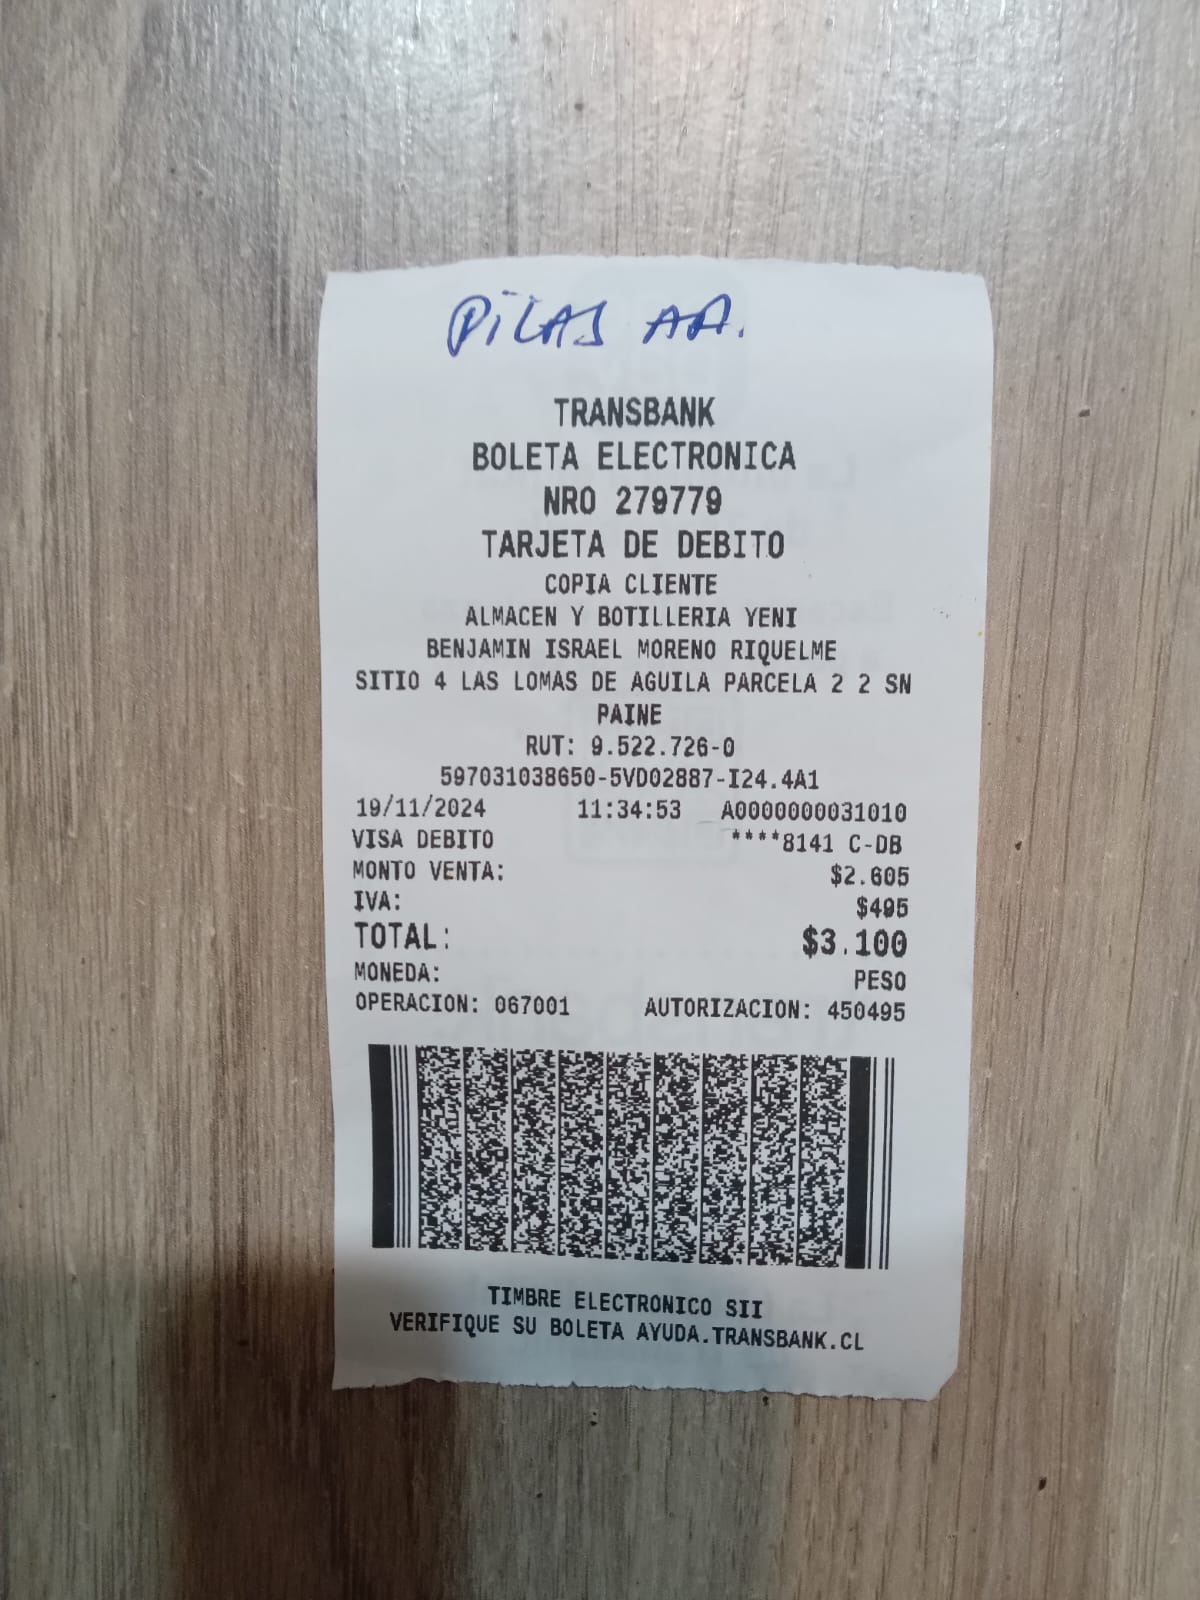 PILAS AA.
TRANSBANK
BOLETA ELECTRONICA
NRO 279779
TARJETA DE DEBITO
COPIA CLIENTE
ALMACEN Y BOTILLERIA YENI
BENJAMIN ISRAEL MORENO RIQUELME
SITIO 4 LAS LOMAS DE AGUILA PARCELA 2 2 SN
PAINE
RUT: 9.522.726-0
597031038650-5VD02887-I24.4A1
19/11/2024 11:34:53 A0000000031010
VISA DEBITO ****8141 C-DB
MONTO VENTA: $2.605
IVA: $495
TOTAL: $3.100
MONEDA: PESO
OPERACION: 067001 AUTORIZACION: 450495
TIMBRE ELECTRONICO SII
VERIFIQUE SU BOLETA AYUDA.TRANSBANK.CL